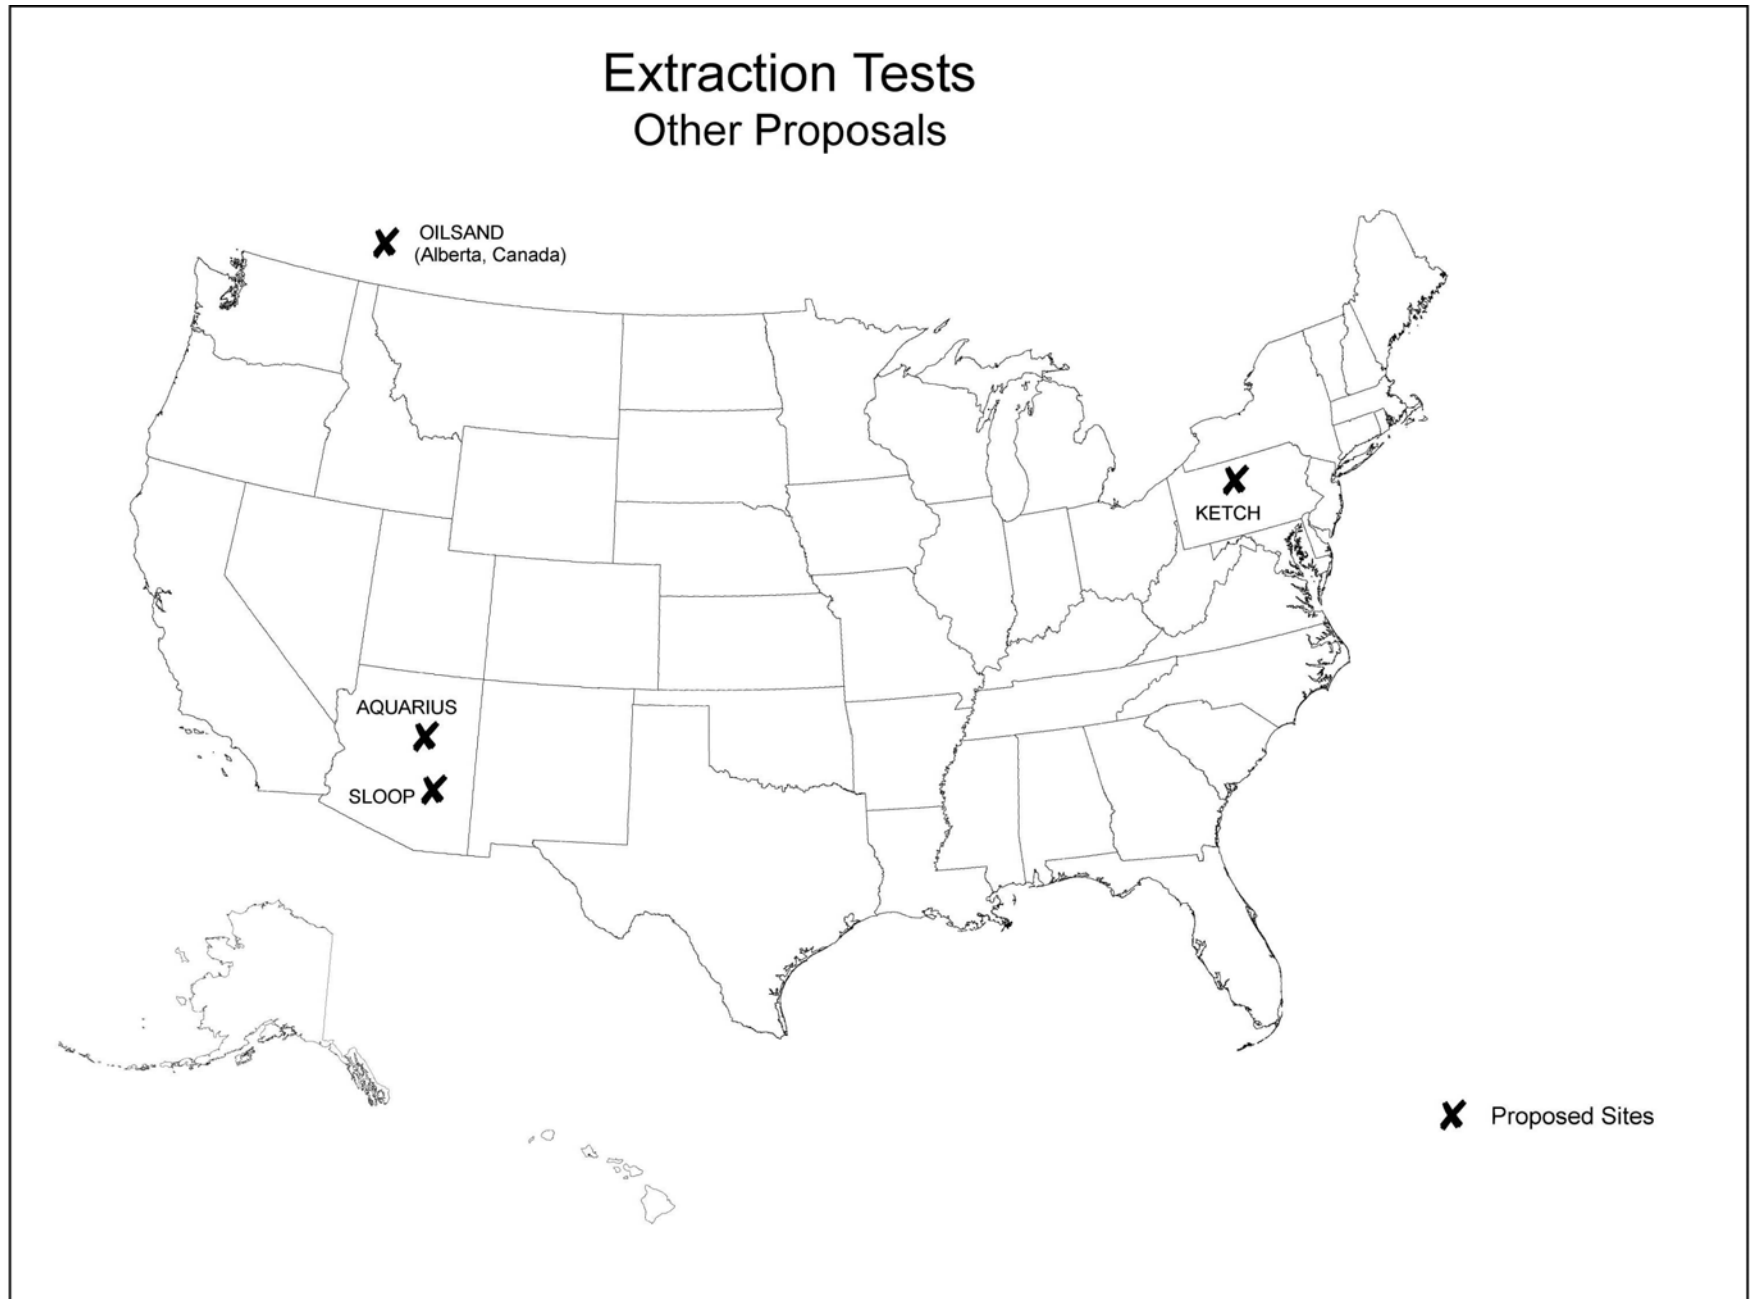 Extraction Tests
Other Proposals
OILSAND
(Alberta, Canada)
KETCH
AQUARIUS
SLOOP
Proposed Sites